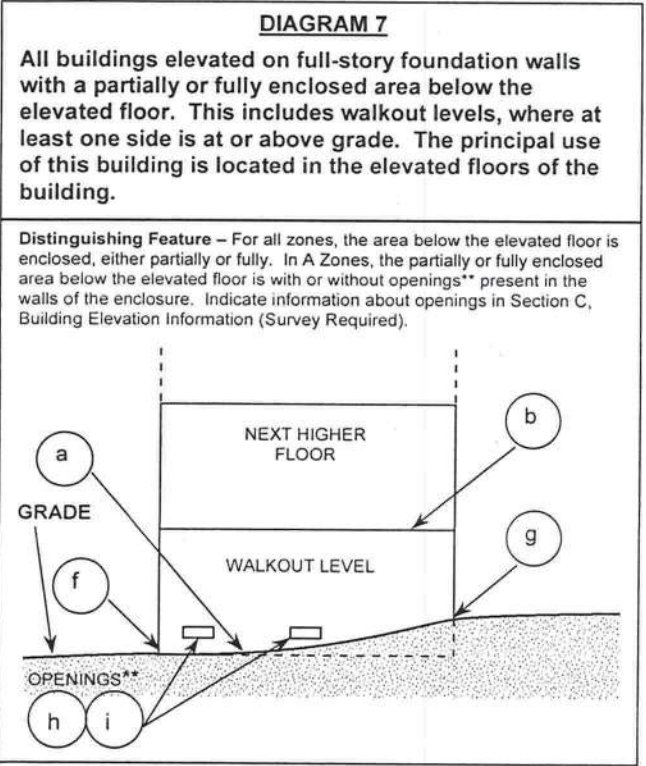 DIAGRAM 7
All buildings elevated on full-story foundation walls
with a partially or fully enclosed area below the
elevated floor. This includes walkout levels, where at
least one side is at or above grade. The principal use
of this building is located in the elevated floors of the
building.
Distinguishing Feature – For all zones, the area below the elevated floor is
enclosed, either partially or fully. In A Zones, the partially or fully enclosed
area below the elevated floor is with or without openings** present in the
walls of the enclosure. Indicate information about openings in Section C,
Building Elevation Information (Survey Required).
NEXT HIGHER
FLOOR
b
a
GRADE
WALKOUT LEVEL
g
f
OPENINGS**
h i